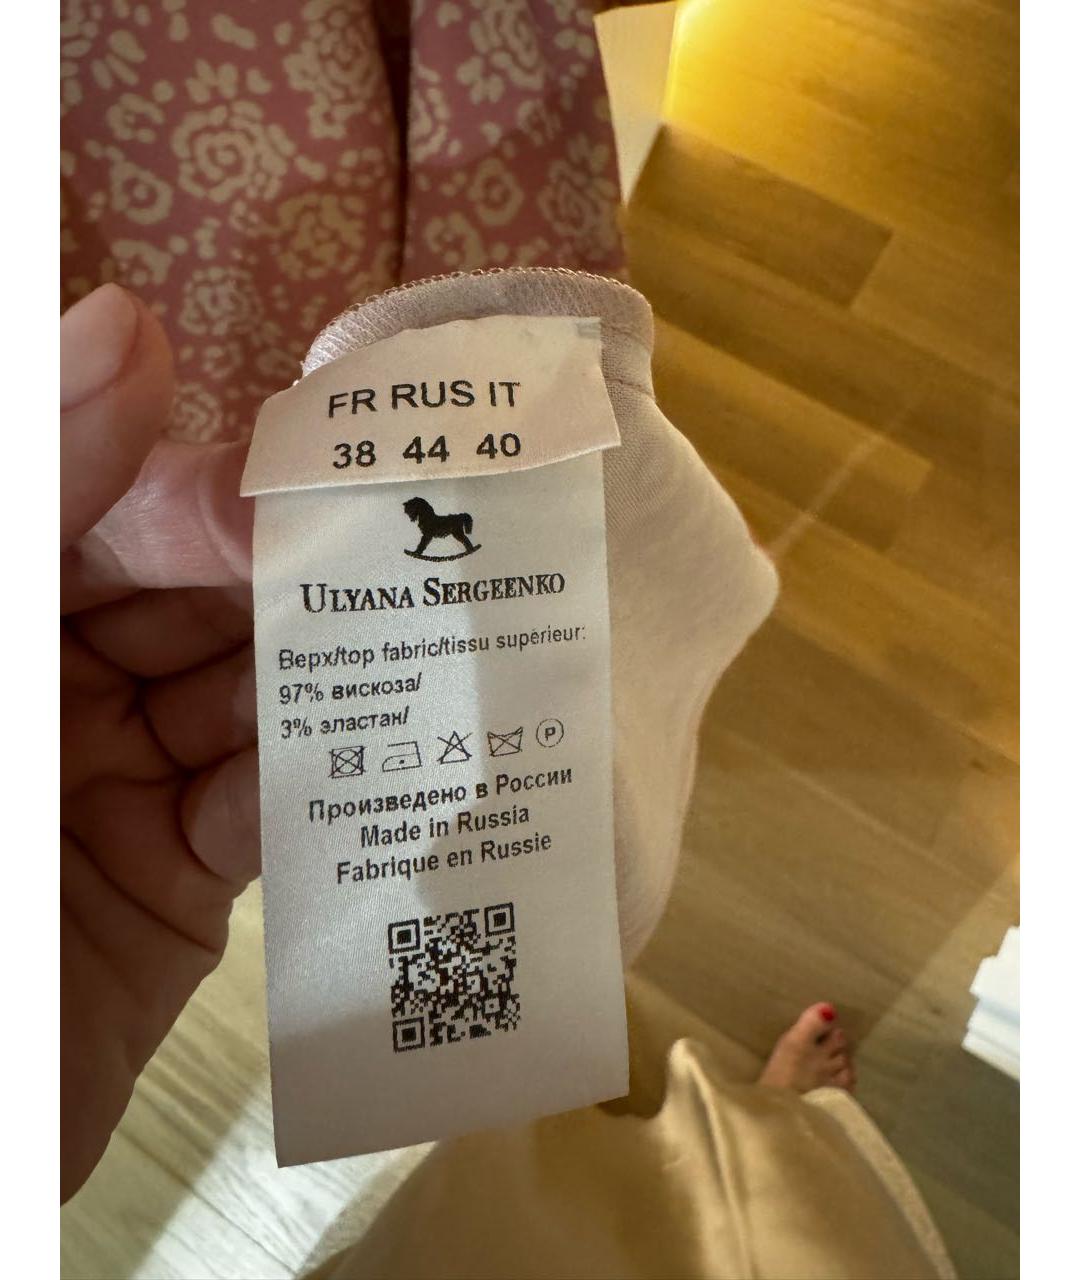 FR RUS IT
38 44 40
ULYANA SERGEENKO
Верх/top fabric/tissu supérieur:
97% вискоза/
3% эластан/
P
Произведено в России
Made in Russia
Fabrique en Russie